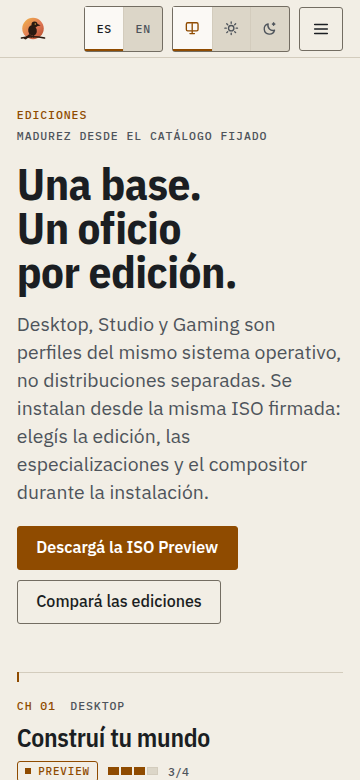 ES EN
EDICIONES
MADUREZ DESDE EL CATÁLOGO FIJADO
Una base.
Un oficio
por edición.
Desktop, Studio y Gaming son
perfiles del mismo sistema operativo,
no distribuciones separadas. Se
instalan desde la misma ISO firmada:
elegís la edición, las
especializaciones y el compositor
durante la instalación.
Descargá la ISO Preview
Compará las ediciones
CH 01 DESKTOP
Construí tu mundo
PREVIEW 3/4